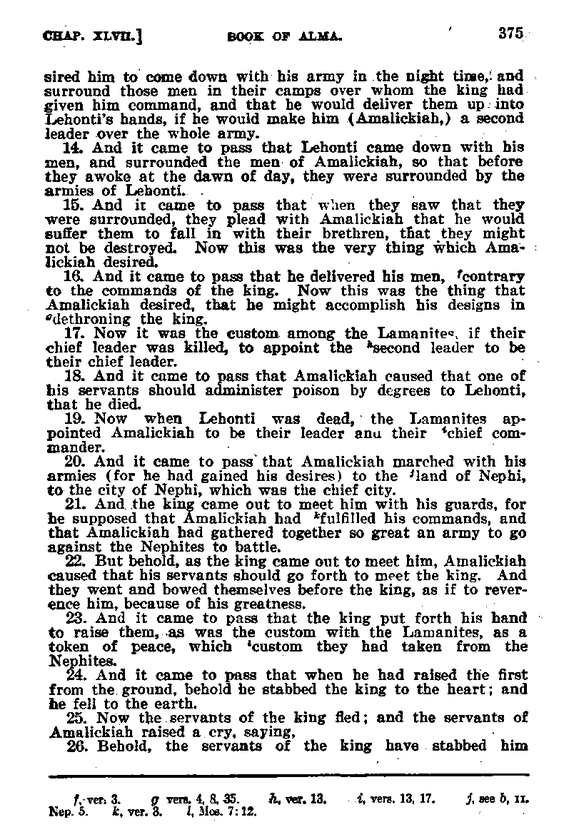 CHAP. XLVII.] BOOK OF ALMA. 375
sired him to come down with his army in the night time, and
surround those men in their camps over whom the king had
given him command, and that he would deliver them up into
Lehonti's hands, if he would make him (Amalickiah,) a second
leader over the whole army.
14. And it came to pass that Lehonti came down with his
men, and surrounded the men of Amalickiah, so that before
they awoke at the dawn of day, they were surrounded by the
armies of Lehonti.
15. And it came to pass that when they saw that they
were surrounded, they plead with Amalickiah that he would
suffer them to fall in with their brethren, that they might
not be destroyed. Now this was the very thing which Ama-
lickiah desired.
16. And it came to pass that he delivered his men, fcontrary
to the commands of the king. Now this was the thing that
Amalickiah desired, that he might accomplish his designs in
gdethroning the king.
17. Now it was the custom among the Lamanites, if their
chief leader was killed, to appoint the hsecond leader to be
their chief leader.
18. And it came to pass that Amalickiah caused that one of
his servants should administer poison by degrees to Lehonti,
that he died.
19. Now when Lehonti was dead, the Lamanites ap-
pointed Amalickiah to be their leader and their ichief com-
mander.
20. And it came to pass that Amalickiah marched with his
armies (for he had gained his desires) to the jland of Nephi,
to the city of Nephi, which was the chief city.
21. And the king came out to meet him with his guards, for
he supposed that Amalickiah had kfulfilled his commands, and
that Amalickiah had gathered together so great an army to go
against the Nephites to battle.
22. But behold, as the king came out to meet him, Amalickiah
caused that his servants should go forth to meet the king. And
they went and bowed themselves before the king, as if to rever-
ence him, because of his greatness.
23. And it came to pass that the king put forth his hand
to raise them, as was the custom with the Lamanites, as a
token of peace, which lcustom they had taken from the
Nephites.
24. And it came to pass that when he had raised the first
from the ground, behold he stabbed the king to the heart; and
he fell to the earth.
25. Now the servants of the king fled; and the servants of
Amalickiah raised a cry, saying,
26. Behold, the servants of the king have stabbed him
f, ver. 3. g vers. 4, 8, 35. h, ver. 13. i, vers. 13, 17. j, see b, II.
Nep. 5. k, ver. 3. l, Mos. 7: 12.